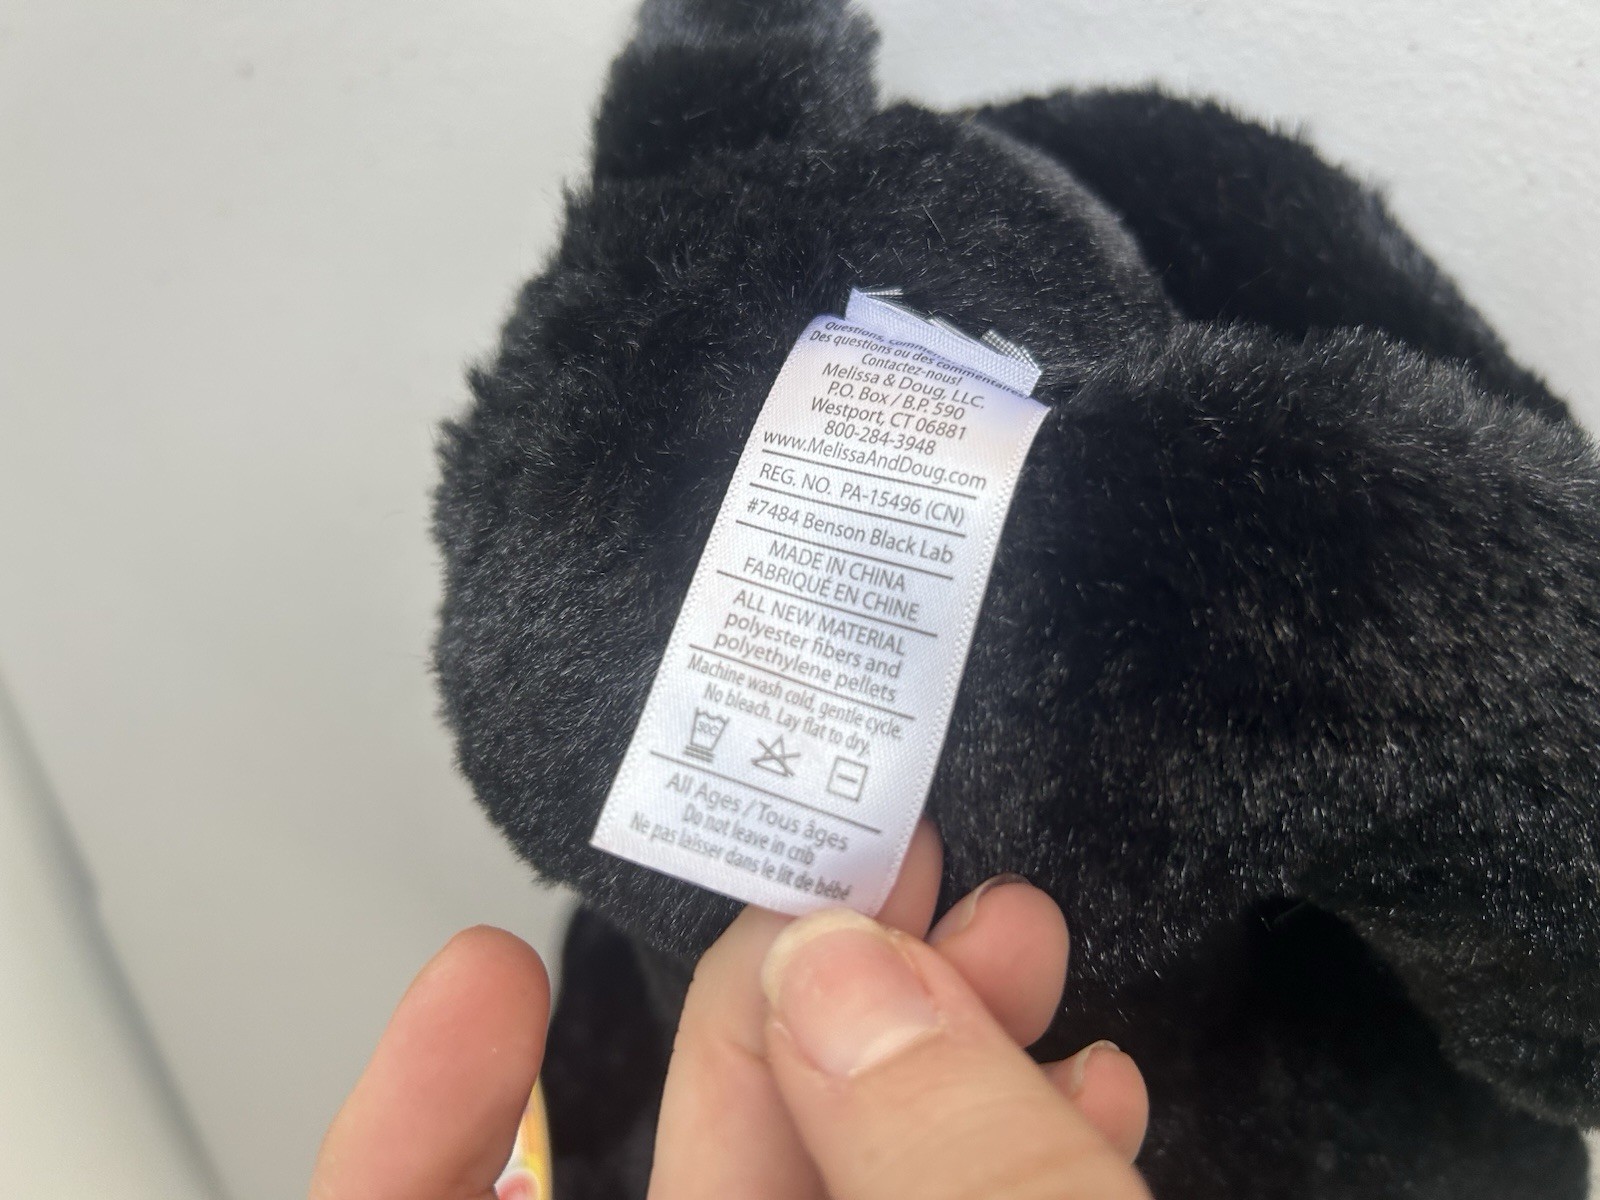 Questions, comments
Des questions ou des commentaires?
Contactez-nous!
Melissa & Doug, LLC.
P.O. Box / B.P. 590
Westport, CT 06881
800-284-3948
www.MelissaAndDoug.com
REG. NO. PA-15496 (CN)
#7484 Benson Black Lab
MADE IN CHINA
FABRIQUÉ EN CHINE
ALL NEW MATERIAL
polyester fibers and
polyethylene pellets
Machine wash cold, gentle cycle.
No bleach. Lay flat to dry.
30C
All Ages / Tous âges
Do not leave in crib
Ne pas laisser dans le lit de bébé